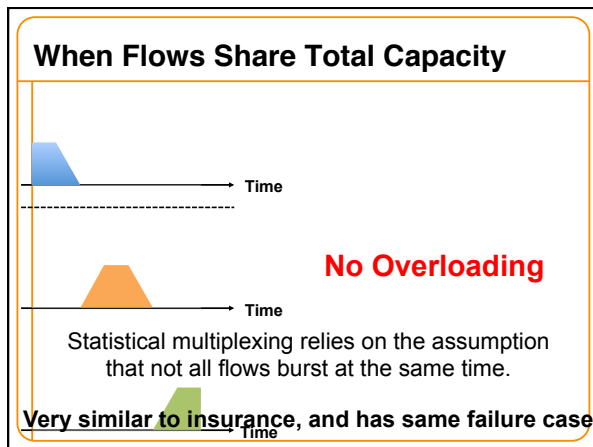 When Flows Share Total Capacity
Time
No Overloading
Time
Statistical multiplexing relies on the assumption
that not all flows burst at the same time.
Very similar to insurance, and has same failure case
Time